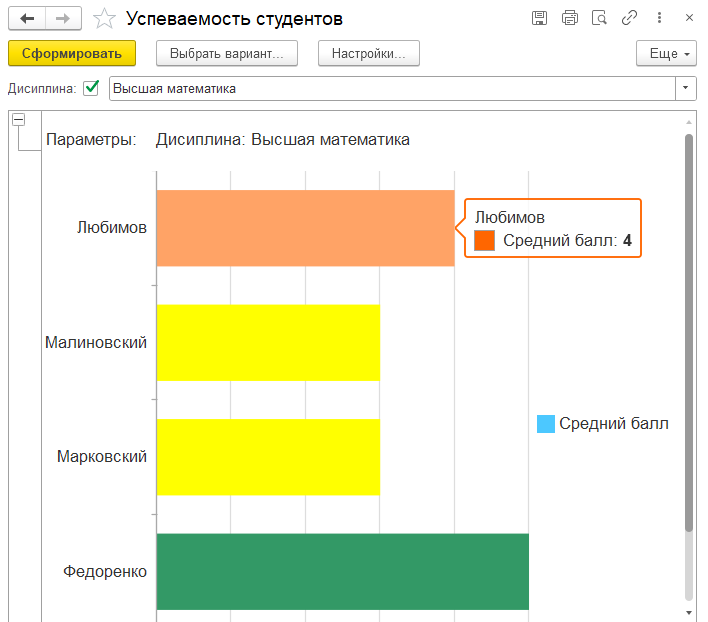 Успеваемость студентов
Сформировать
Выбрать вариант...
Настройки...
Еще
Дисиплина:
Высшая математика
Параметры: Дисиплина: Высшая математика
Любимов
Любимов
Средний балл: 4
Малиновский
Средний балл
Марковский
Федоренко